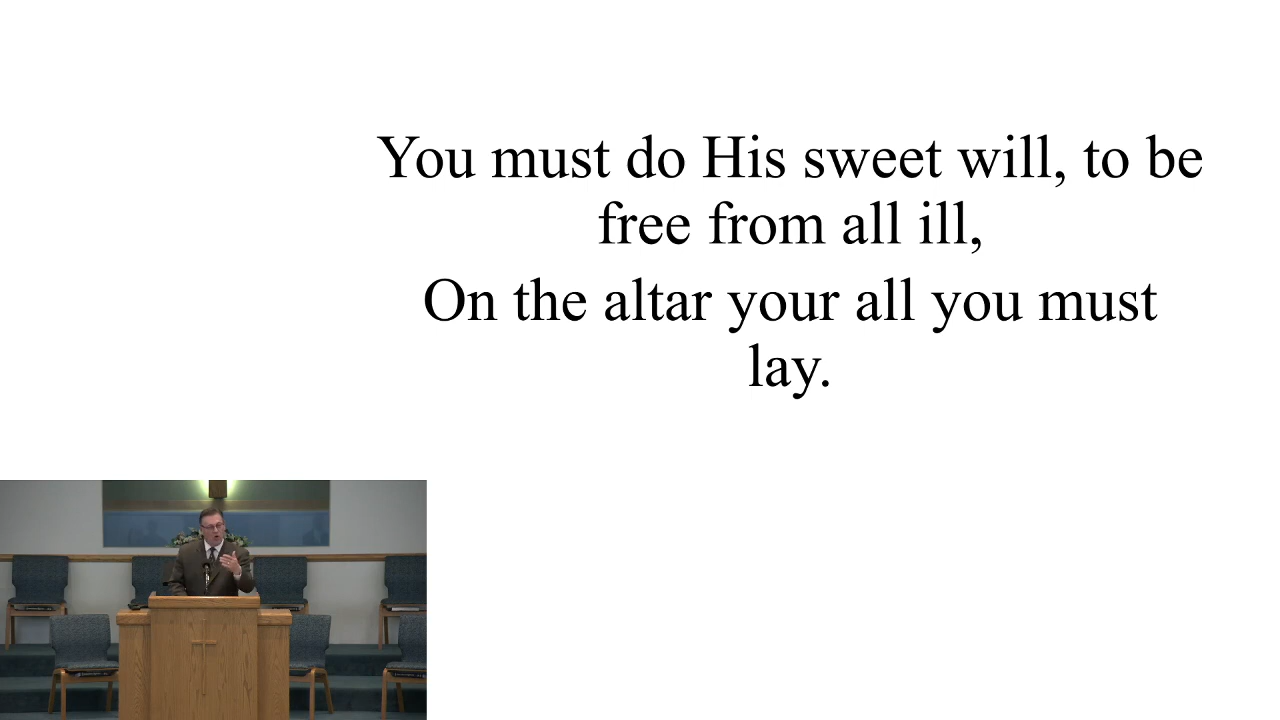 You must do His sweet will, to be
free from all ill,
On the altar your all you must
lay.